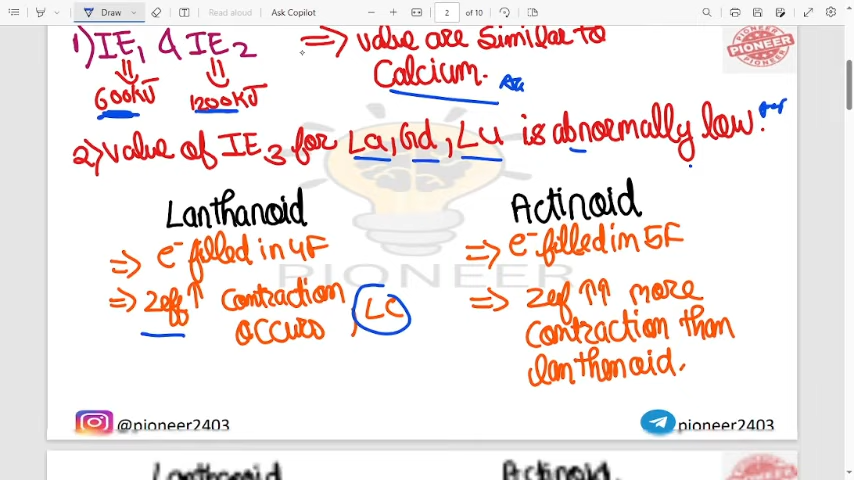 Draw
Read aloud
Ask Copilot
2 of 10
1) IE1 & IE2 => value are similar to
Calcium.
600kJ 1200kJ
PIONEER
2) Value of IE3 for La, Gd, Lu is abnormally low.
Lanthanoid
=> e- filled in 4F
=> Zeff ↑ contraction
occurs, LC
Actinoid
=> e- filled in 5F
=> Zeff ↑↑ more
contraction than
lanthenoid.
PIONEER
@pioneer2403
pioneer2403
Lanthanoid
Actinoid.